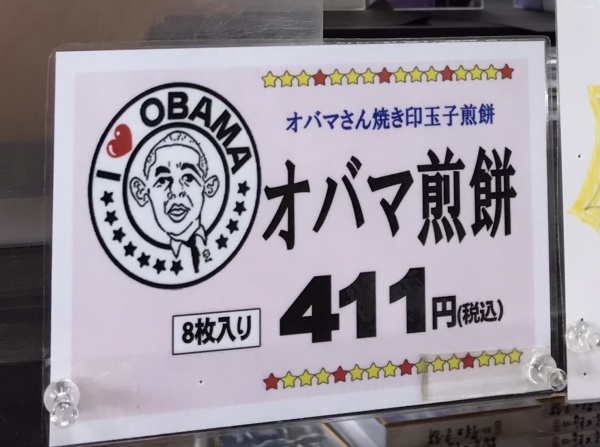 I ❤ OBAMA
オバマさん焼き印玉子煎餅
オバマ煎餅
8枚入り
411円(税込)